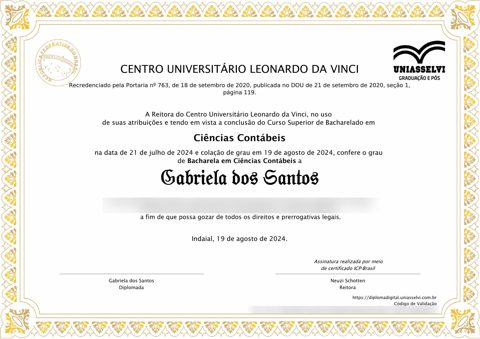 UNIASSELVI
GRADUAÇÃO E PÓS
CENTRO UNIVERSITÁRIO LEONARDO DA VINCI
Recredenciado pela Portaria nº 763, de 18 de setembro de 2020, publicada no DOU de 21 de setembro de 2020, seção 1,
página 119.
A Reitora do Centro Universitário Leonardo da Vinci, no uso
de suas atribuições e tendo em vista a conclusão do Curso Superior de Bacharelado em
Ciências Contábeis
na data de 21 de julho de 2024 e colação de grau em 19 de agosto de 2024, confere o grau
de Bacharela em Ciências Contábeis a
Gabriela dos Santos
a fim de que possa gozar de todos os direitos e prerrogativas legais.
Indaial, 19 de agosto de 2024.
Assinatura realizada por meio
de certificado ICP-Brasil
Gabriela dos Santos
Diplomada
Neuzi Schotten
Reitora
https://diplomadigital.uniasselvi.com.br
Código de Validação